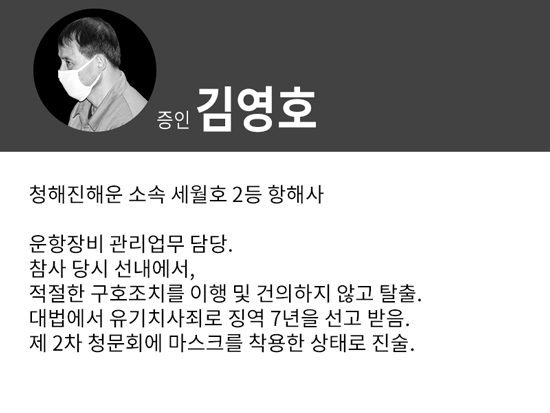 증인 김영호
청해진해운 소속 세월호 2등 항해사
운항장비 관리업무 담당.
참사 당시 선내에서,
적절한 구호조치를 이행 및 건의하지 않고 탈출.
대법에서 유기치사죄로 징역 7년을 선고 받음.
제 2차 청문회에 마스크를 착용한 상태로 진술.